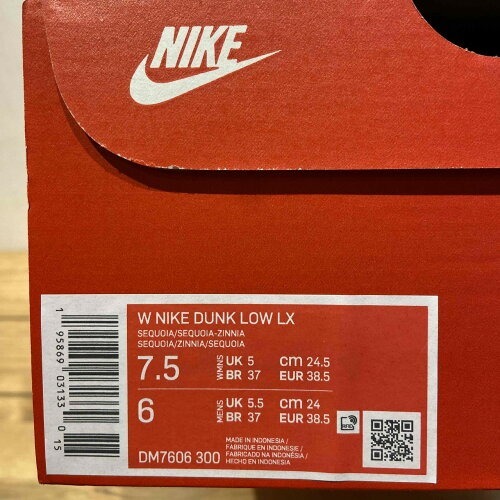 NIKE
W NIKE DUNK LOW LX
SEQUOIA/SEQUOIA-ZINNIA
SEQUOIA/ZINNIA/SEQUOIA
7.5 WMNS UK 5 cm 24.5
BR 37 EUR 38.5
6 MENS UK 5.5 cm 24
BR 37 EUR 38.5
MADE IN INDONESIA/
FABRIQUE EN INDONESIE/
FABRICADO NA INDONÉSIA/
HECHO EN INDONESIA
DM7606 300
1 95869 03133 0 15